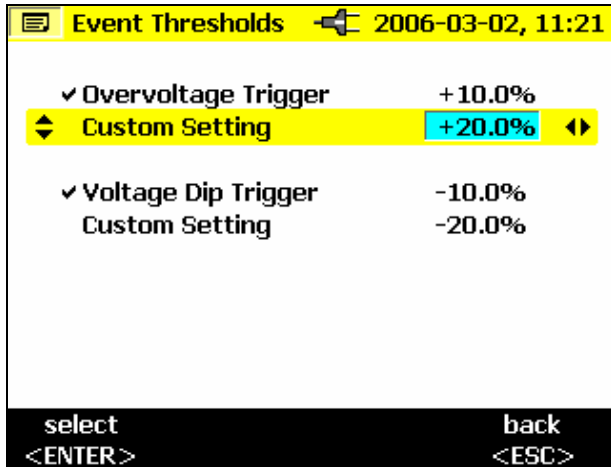 Event Thresholds 2006-03-02, 11:21
✓ Overvoltage Trigger +10.0%
Custom Setting +20.0%
✓ Voltage Dip Trigger -10.0%
Custom Setting -20.0%
select back
<ENTER> <ESC>